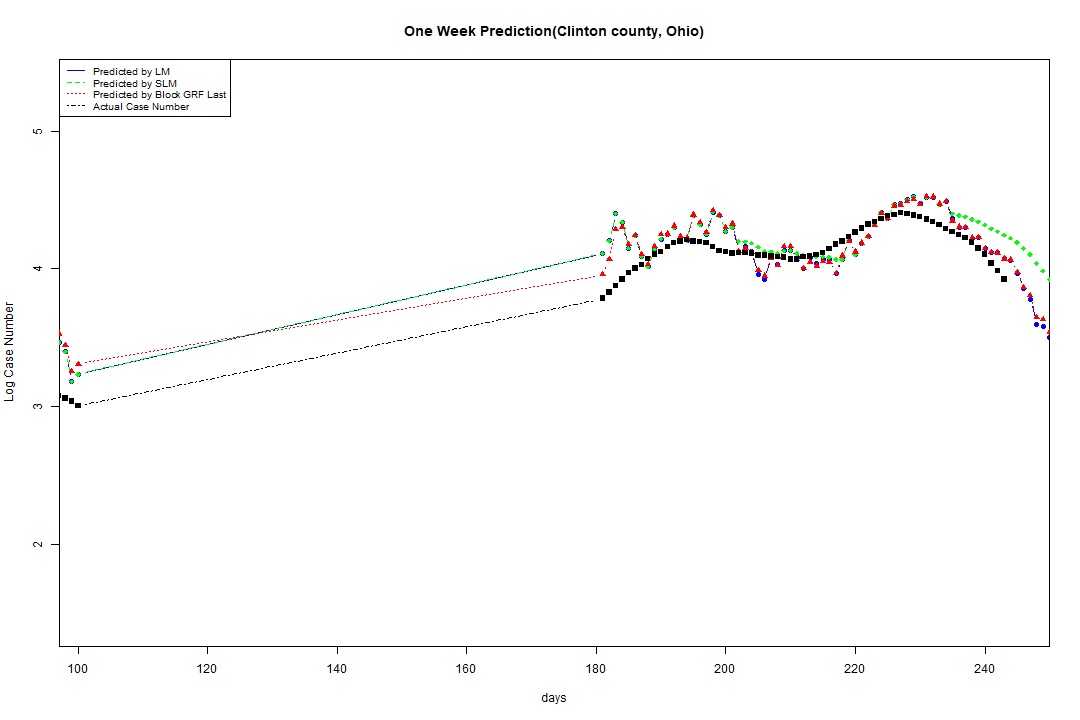 One Week Prediction(Clinton county, Ohio)
Predicted by LM
Predicted by SLM
Predicted by Block GRF Last
Actual Case Number
5
4
3
2
Log Case Number
100 120 140 160 180 200 220 240
days